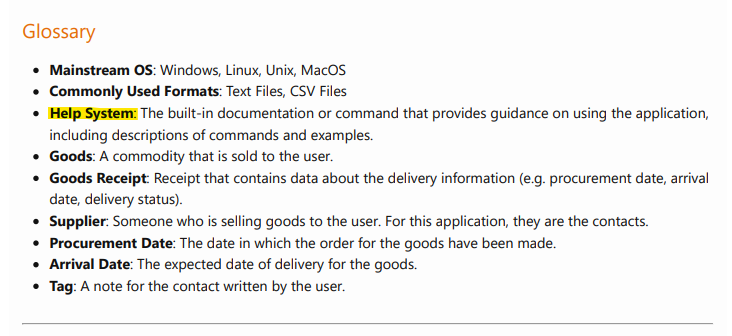 Glossary
Mainstream OS: Windows, Linux, Unix, MacOS
Commonly Used Formats: Text Files, CSV Files
Help System: The built-in documentation or command that provides guidance on using the application,
including descriptions of commands and examples.
Goods: A commodity that is sold to the user.
Goods Receipt: Receipt that contains data about the delivery information (e.g. procurement date, arrival
date, delivery status).
Supplier: Someone who is selling goods to the user. For this application, they are the contacts.
Procurement Date: The date in which the order for the goods have been made.
Arrival Date: The expected date of delivery for the goods.
Tag: A note for the contact written by the user.